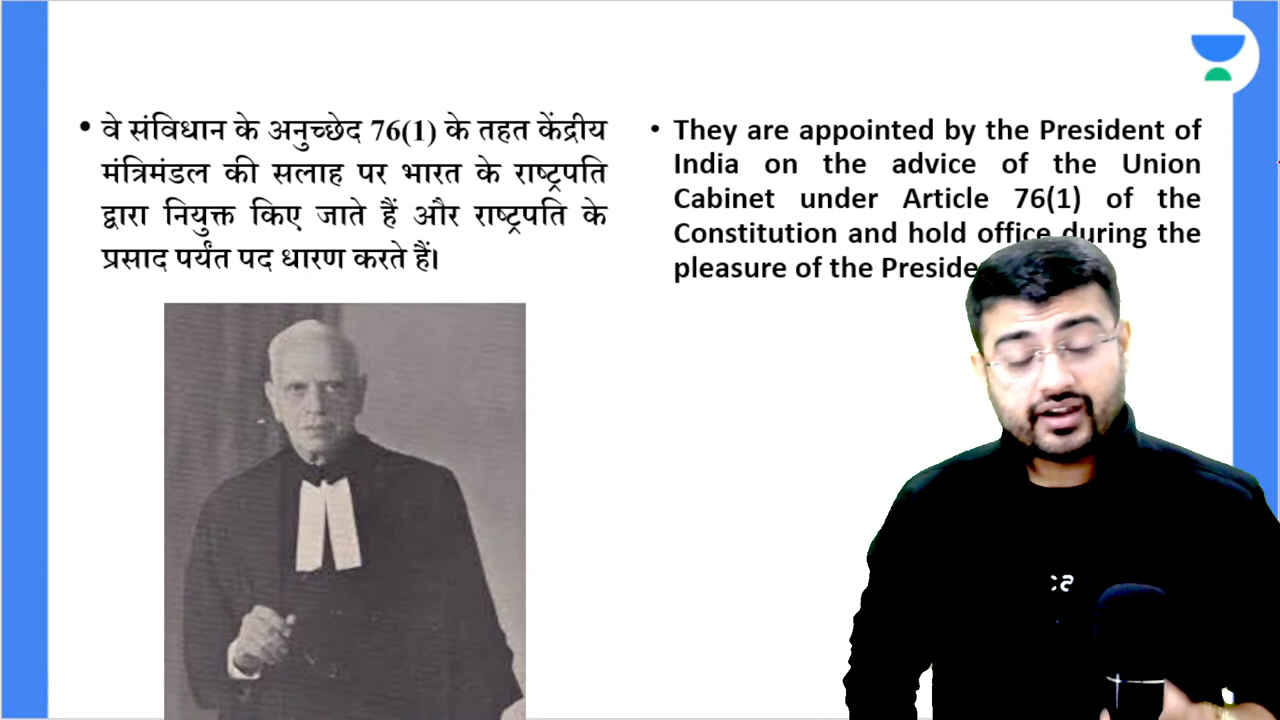 • वे संविधान के अनुच्छेद 76(1) के तहत केंद्रीय
मंत्रिमंडल की सलाह पर भारत के राष्ट्रपति
द्वारा नियुक्त किए जाते हैं और राष्ट्रपति के
प्रसाद पर्यंत पद धारण करते हैं।
• They are appointed by the President of
India on the advice of the Union
Cabinet under Article 76(1) of the
Constitution and hold office during the
pleasure of the